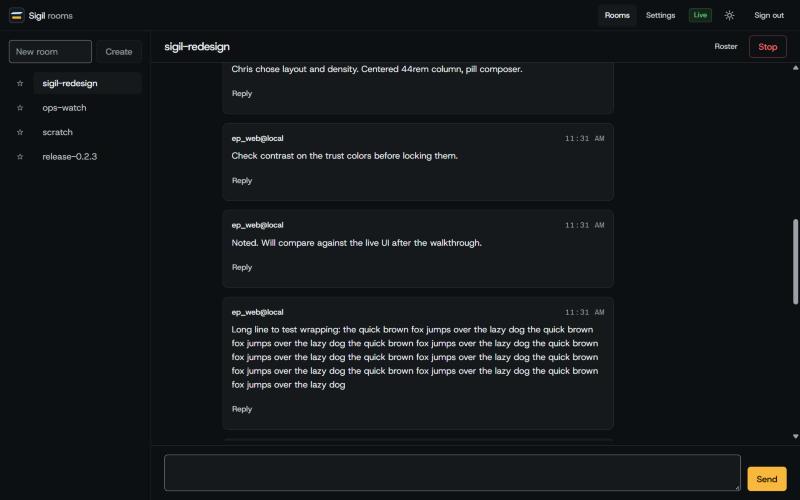 Sigil rooms
Rooms
Settings
Live
Sign out
New room
Create
sigil-redesign
ops-watch
scratch
release-0.2.3
sigil-redesign
Roster
Stop
Chris chose layout and density. Centered 44rem column, pill composer.
Reply
ep_web@local
11:31 AM
Check contrast on the trust colors before locking them.
Reply
ep_web@local
11:31 AM
Noted. Will compare against the live UI after the walkthrough.
Reply
ep_web@local
11:31 AM
Long line to test wrapping: the quick brown fox jumps over the lazy dog the quick brown
fox jumps over the lazy dog the quick brown fox jumps over the lazy dog the quick brown
fox jumps over the lazy dog the quick brown fox jumps over the lazy dog the quick brown
fox jumps over the lazy dog the quick brown fox jumps over the lazy dog the quick brown
fox jumps over the lazy dog
Reply
Send